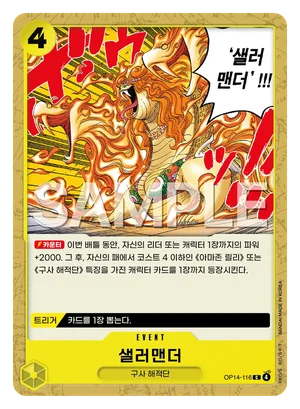 4
‘샐러
맨더’ !!!
SAMPLE
카운터 이번 배틀 동안, 자신의 리더 또는 캐릭터 1장까지의 파워
+2000. 그 후, 자신의 패에서 코스트 4 이하인 《아마존 릴리》 또는
《구사 해적단》 특징을 가진 캐릭터 카드를 1장까지 등장시킨다.
트리거 카드를 1장 뽑는다.
EVENT
샐러맨더
구사 해적단
OP14-116 C